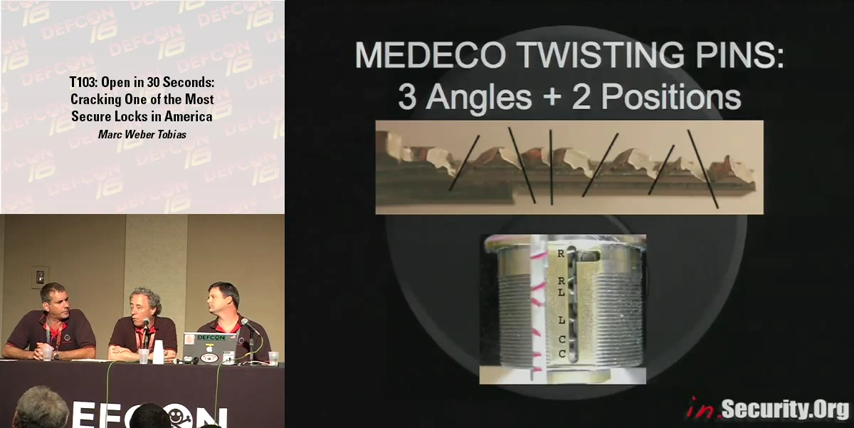 T103: Open in 30 Seconds:
Cracking One of the Most
Secure Locks in America
Marc Weber Tobias
MEDECO TWISTING PINS:
3 Angles + 2 Positions
R
RL
L
C
C
DEFCON
DEFCON
in.Security.Org
DEFCON
16